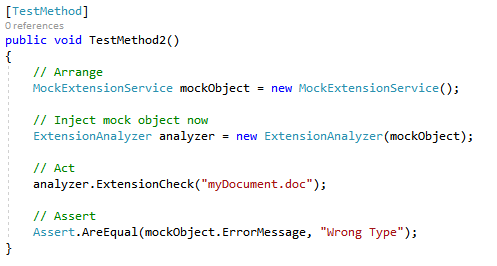 [TestMethod]
0 references
public void TestMethod2()
{
    // Arrange
    MockExtensionService mockObject = new MockExtensionService();
    // Inject mock object now
    ExtensionAnalyzer analyzer = new ExtensionAnalyzer(mockObject);
    // Act
    analyzer.ExtensionCheck("myDocument.doc");
    // Assert
    Assert.AreEqual(mockObject.ErrorMessage, "Wrong Type");
}